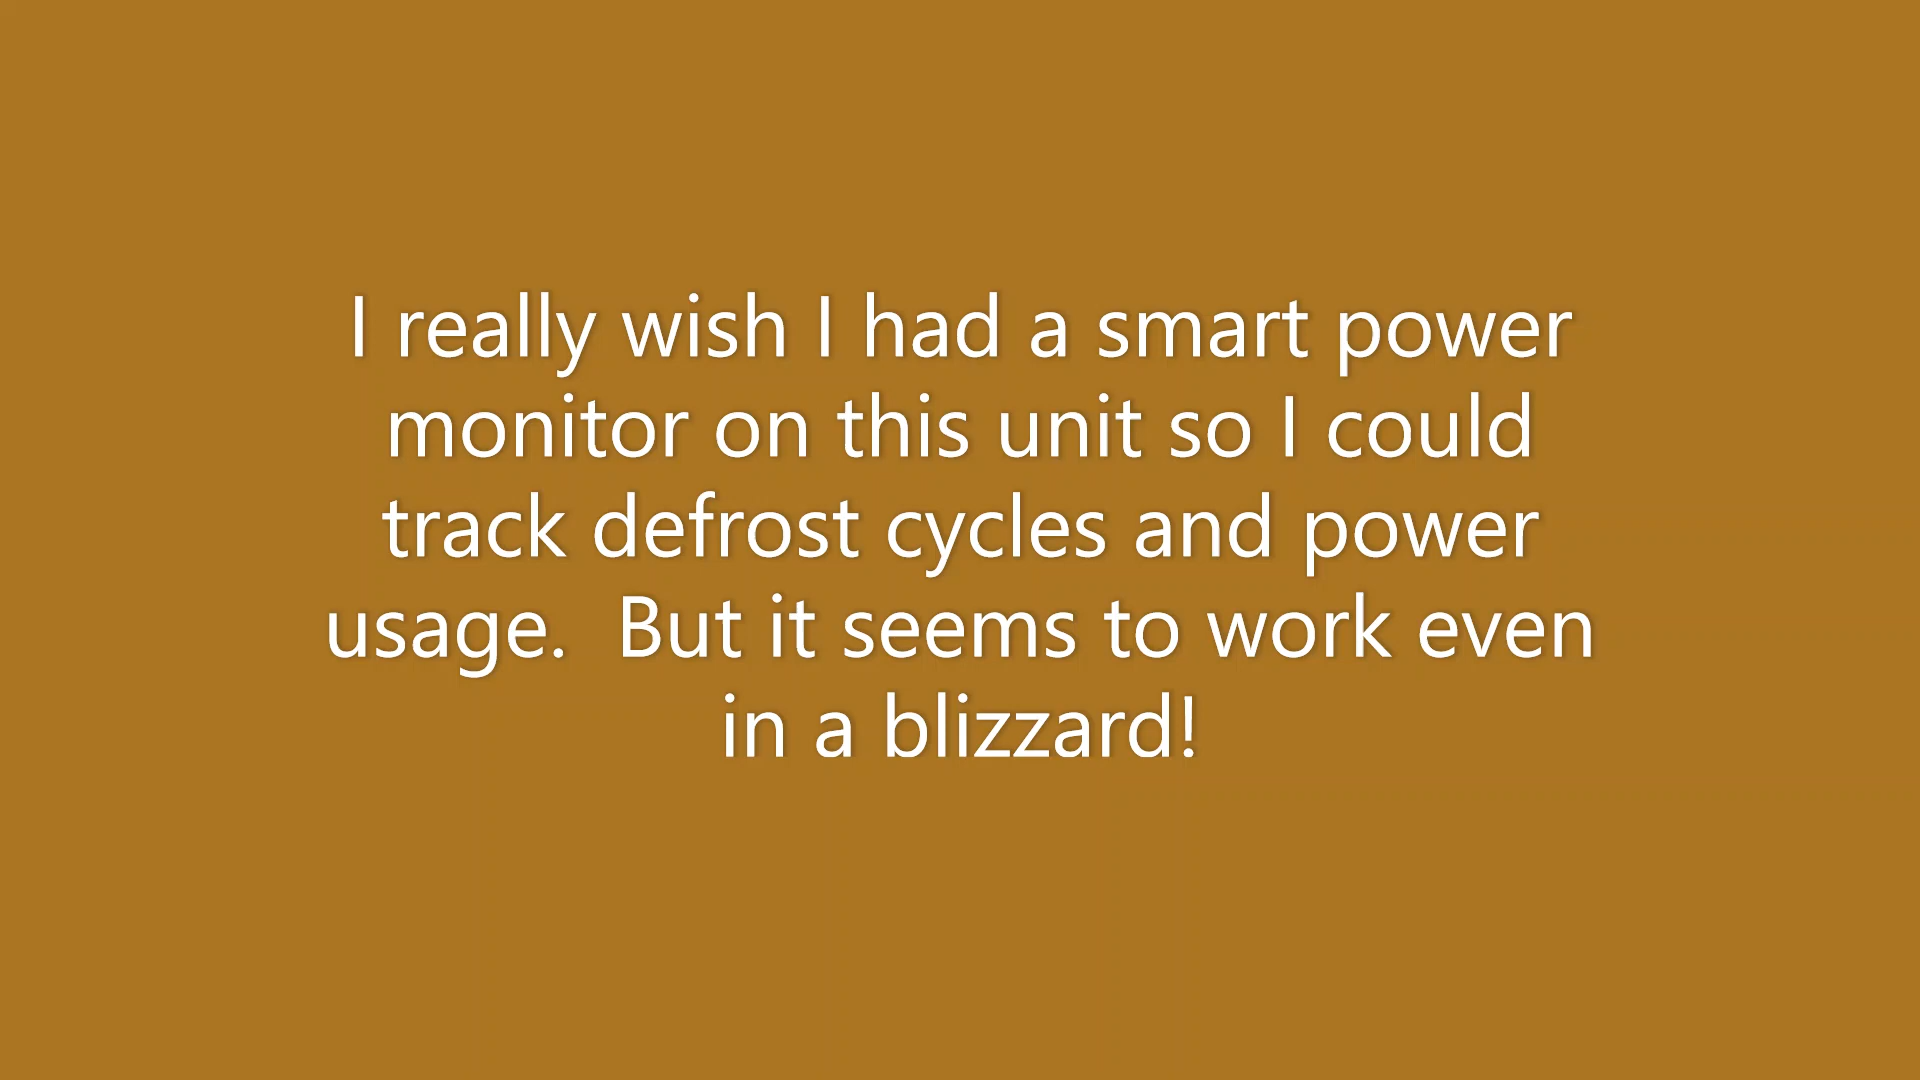 I really wish I had a smart power
monitor on this unit so I could
track defrost cycles and power
usage.  But it seems to work even
in a blizzard!